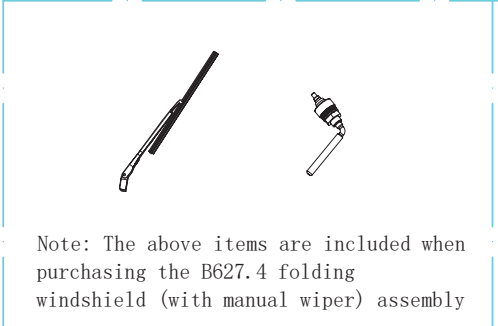 Note: The above items are included when
purchasing the B627.4 folding
windshield (with manual wiper) assembly